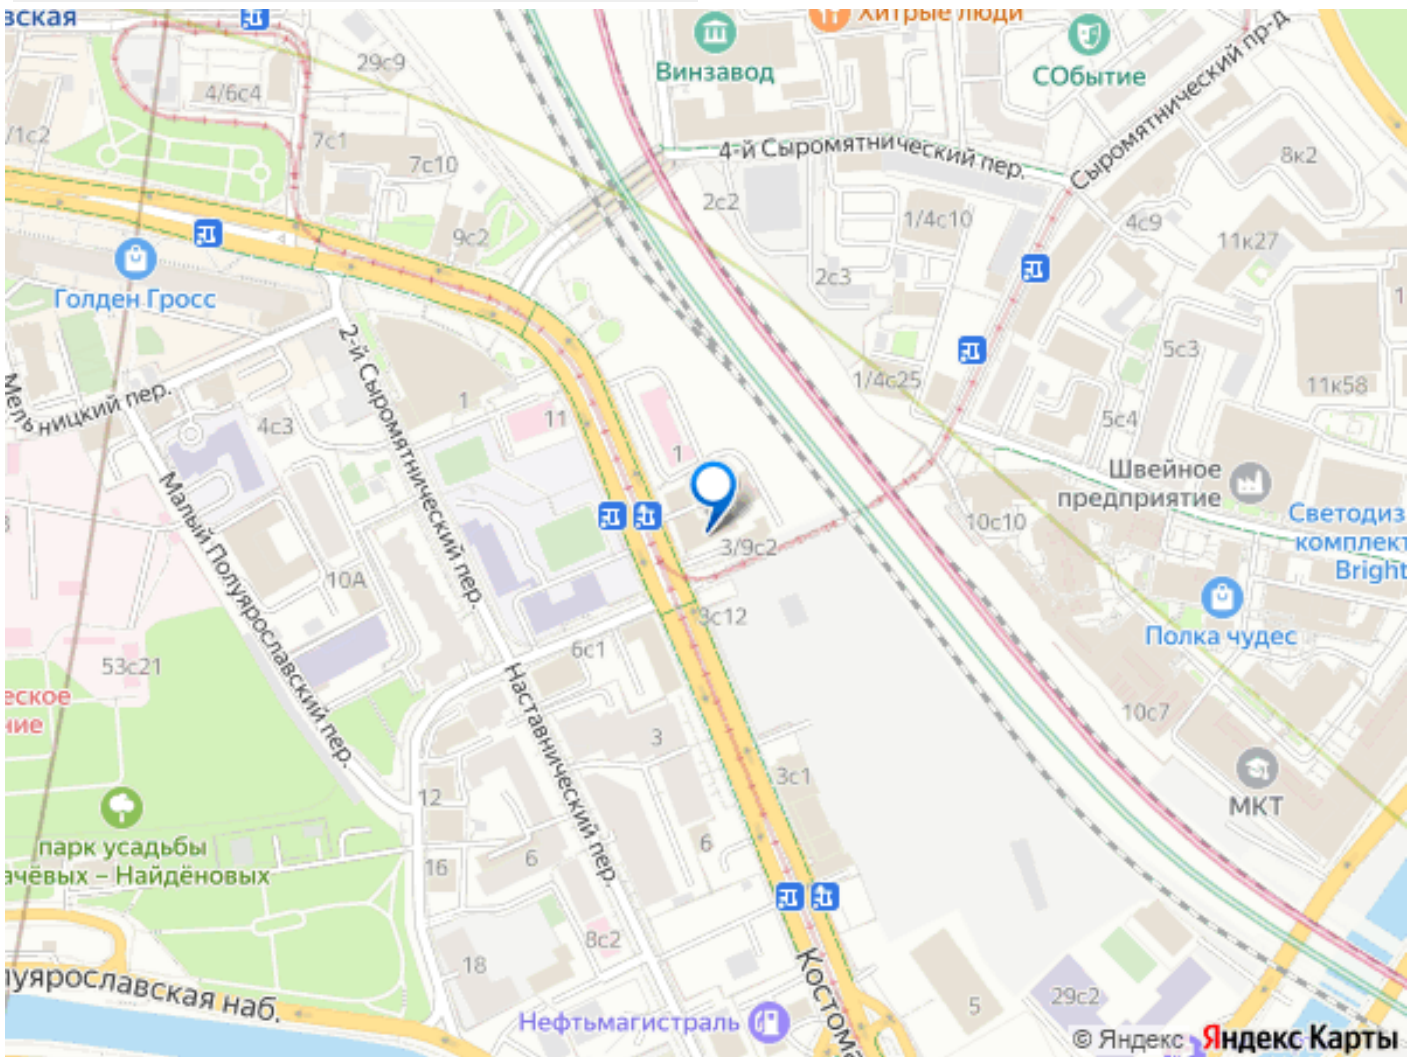 вская
Хитрые люди
29с9
Винзавод
СОбытие
Сыромятнический пр-д
4/6с4
/1с2
7с1
7с10
4-й Сыромятнический пер.
8к2
2с2
1/4с10
4с9
9с2
11к27
Голден Гросс
2с3
2-й Сыромятнический пер.
5с3
Мельницкий пер.
1
1/4с25
11к58
4с3
11
5с4
1
Швейное
предприятие
Малый Полуярославский пер.
10с10
Светодиз
комплект
Bright
3/9с2
10А
3с12
Полка чудес
53с21
6с1
еское
ние
Наставнический пер.
10с7
3
3с1
12
МКТ
парк усадьбы
ачёвых – Найдёновых
6
6
16
8с2
18
Костома
луярославская наб.
5
29с2
Нефтьмагистраль
© Яндекс Яндекс Карты